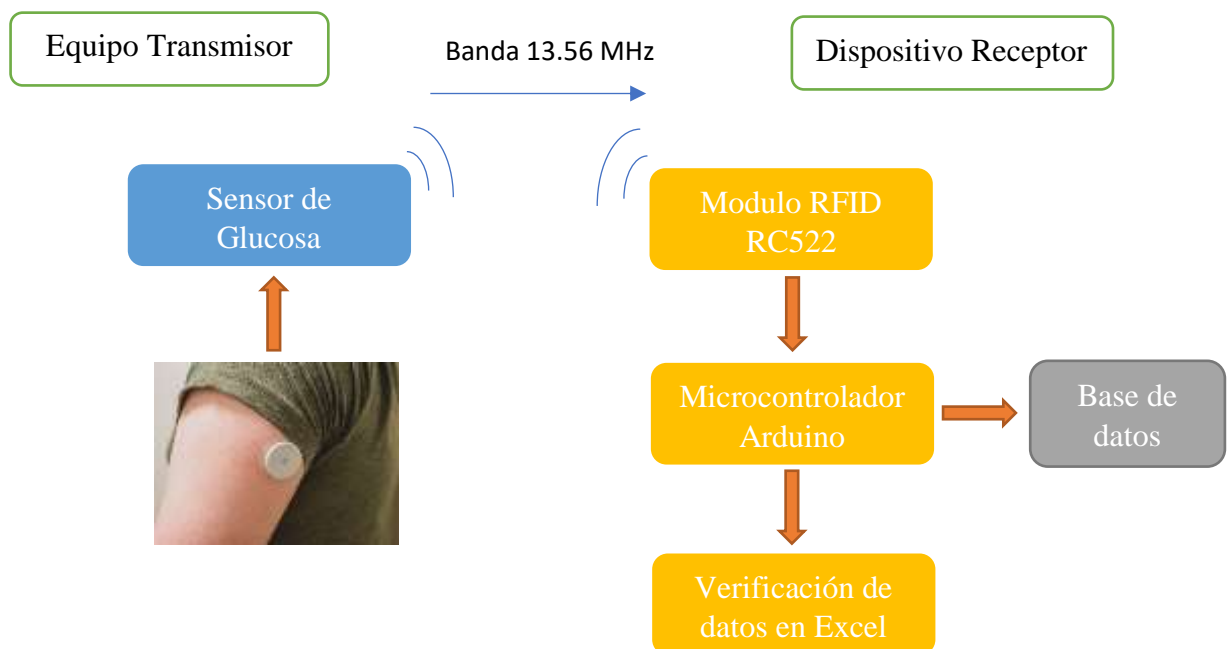 Equipo Transmisor
Banda 13.56 MHz
Dispositivo Receptor
Sensor de
Glucosa
Modulo RFID
RC522
Microcontrolador
Arduino
Base de
datos
Verificación de
datos en Excel